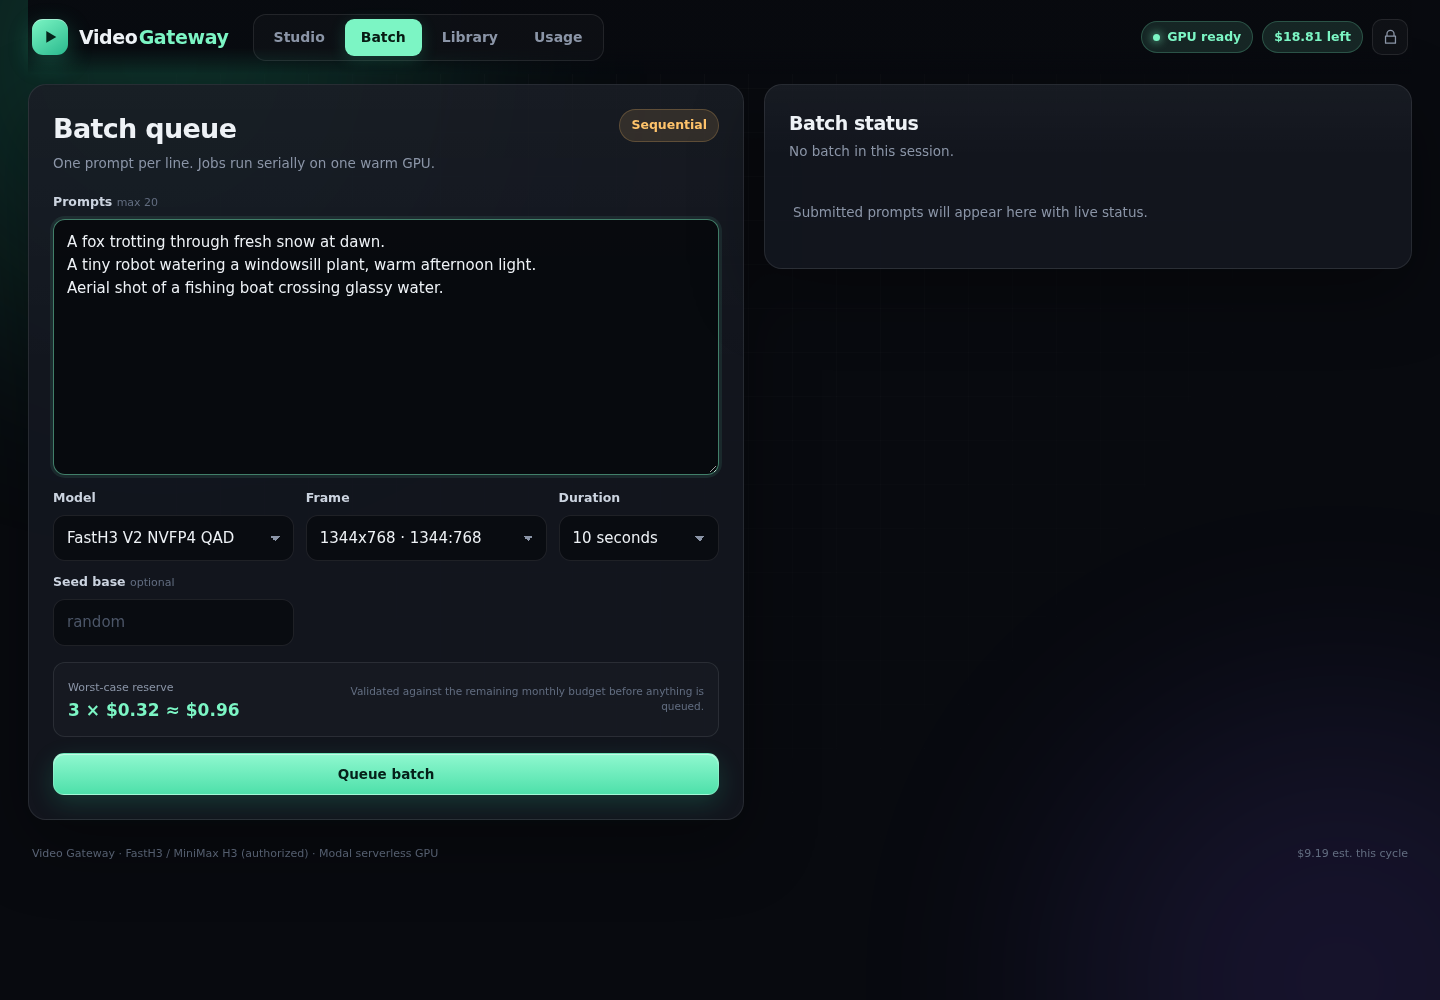 VideoGateway
Studio
Batch
Library
Usage
GPU ready
$18.81 left
Batch queue
Sequential
One prompt per line. Jobs run serially on one warm GPU.
Prompts max 20
A fox trotting through fresh snow at dawn.
A tiny robot watering a windowsill plant, warm afternoon light.
Aerial shot of a fishing boat crossing glassy water.
Model
Frame
Duration
FastH3 V2 NVFP4 QAD
1344x768 · 1344:768
10 seconds
Seed base optional
random
Worst-case reserve
3 × $0.32 ≈ $0.96
Validated against the remaining monthly budget before anything is
queued.
Queue batch
Batch status
No batch in this session.
Submitted prompts will appear here with live status.
Video Gateway · FastH3 / MiniMax H3 (authorized) · Modal serverless GPU
$9.19 est. this cycle